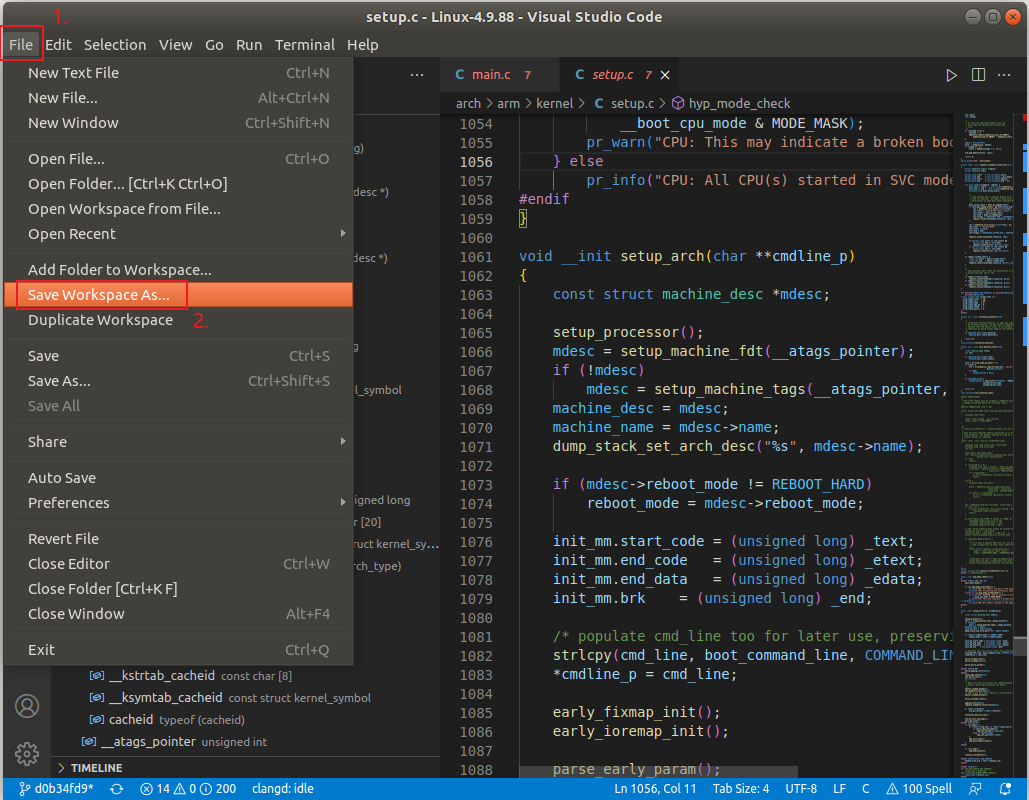 setup.c - Linux-4.9.88 - Visual Studio Code
1.
File Edit Selection View Go Run Terminal Help
New Text File Ctrl+N
New File... Alt+Ctrl+N
New Window Ctrl+Shift+N
Open File... Ctrl+O
Open Folder... [Ctrl+K Ctrl+O]
Open Workspace from File...
Open Recent
Add Folder to Workspace...
Save Workspace As...
Duplicate Workspace
2.
Save Ctrl+S
Save As... Ctrl+Shift+S
Save All
Share
Auto Save
Preferences
Revert File
Close Editor Ctrl+W
Close Folder [Ctrl+K F]
Close Window Alt+F4
Exit Ctrl+Q
g)
desc *)
desc *)
g
l_symbol
igned long
r [20]
ruct kernel_sy...
rch_type)
__kstrtab_cacheid const char [8]
__ksymtab_cacheid const struct kernel_symbol
cacheid typeof (cacheid)
__atags_pointer unsigned int
TIMELINE
C main.c 7 C setup.c 7
arch > arm > kernel > C setup.c > hyp_mode_check
1054 __boot_cpu_mode & MODE_MASK);
1055 pr_warn("CPU: This may indicate a broken boo
1056 } else
1057 pr_info("CPU: All CPU(s) started in SVC mode
1058 #endif
1059 }
1060
1061 void __init setup_arch(char **cmdline_p)
1062 {
1063 const struct machine_desc *mdesc;
1064
1065 setup_processor();
1066 mdesc = setup_machine_fdt(__atags_pointer);
1067 if (!mdesc)
1068 mdesc = setup_machine_tags(__atags_pointer,
1069 machine_desc = mdesc;
1070 machine_name = mdesc->name;
1071 dump_stack_set_arch_desc("%s", mdesc->name);
1072
1073 if (mdesc->reboot_mode != REBOOT_HARD)
1074 reboot_mode = mdesc->reboot_mode;
1075
1076 init_mm.start_code = (unsigned long) _text;
1077 init_mm.end_code = (unsigned long) _etext;
1078 init_mm.end_data = (unsigned long) _edata;
1079 init_mm.brk = (unsigned long) _end;
1080
1081 /* populate cmd_line too for later use, preservi
1082 strlcpy(cmd_line, boot_command_line, COMMAND_LIN
1083 *cmdline_p = cmd_line;
1084
1085 early_fixmap_init();
1086 early_ioremap_init();
1087
1088 parse_early_param();
d0b34fd9* 14 0 200 clangd: idle Ln 1056, Col 11 Tab Size: 4 UTF-8 LF C 100 Spell